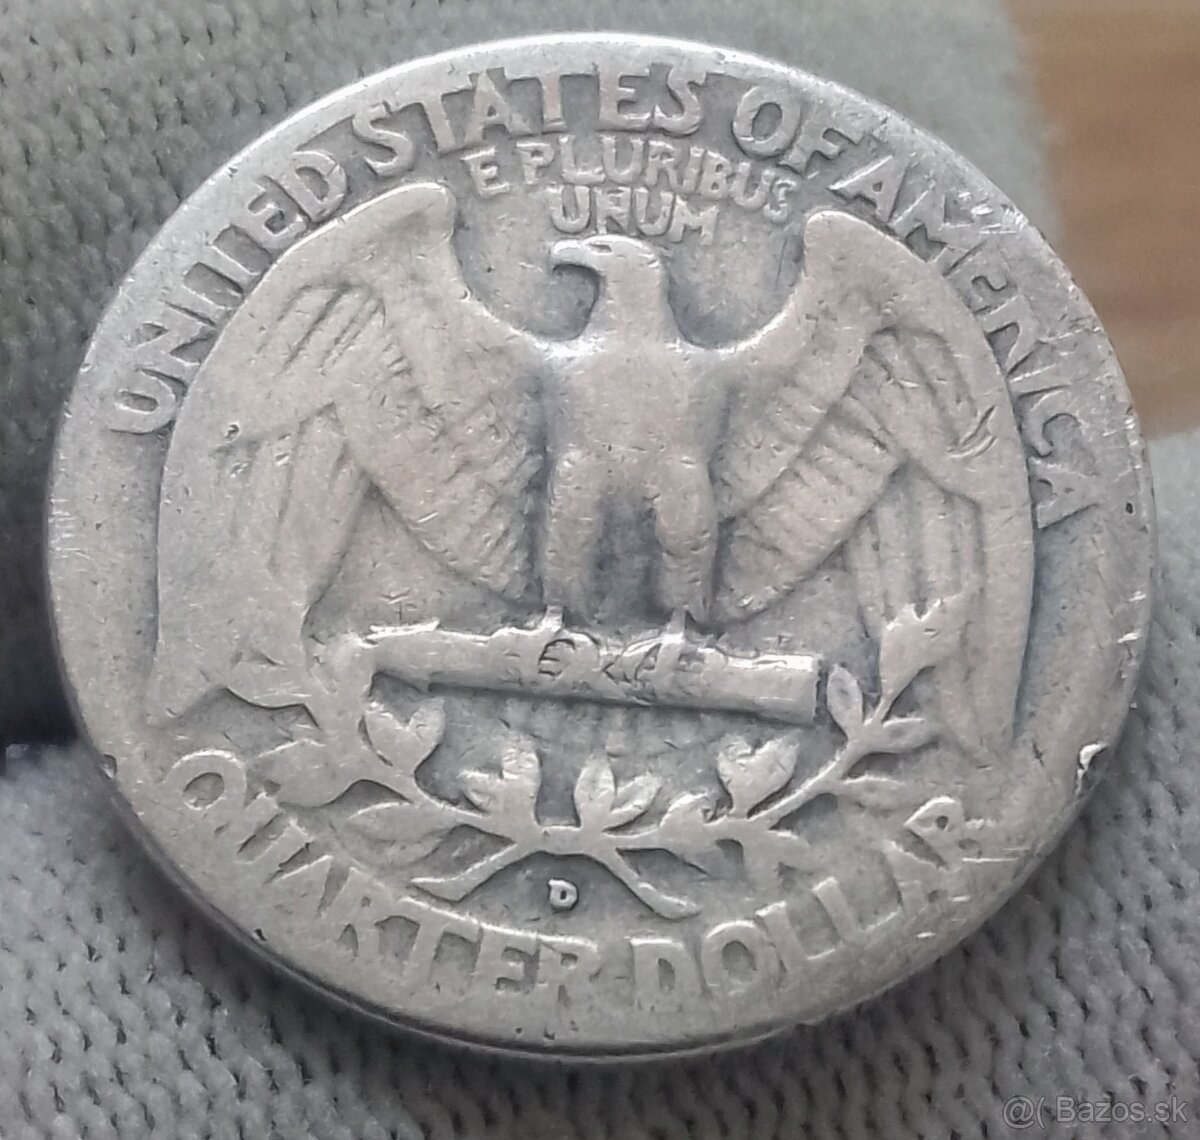 UNITED STATES OF AMERICA
E PLURIBUS
UNUM
D
QUARTER DOLLAR
@( Bazos.sk